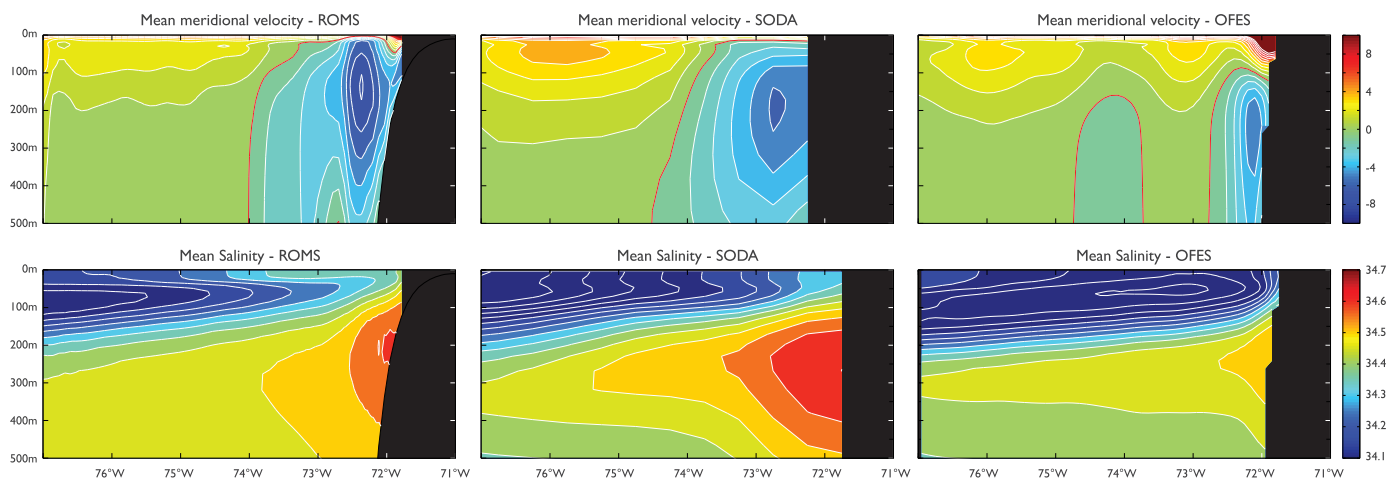 Mean meridional velocity - ROMS
Mean meridional velocity - SODA
Mean meridional velocity - OFES
0m
100m
200m
300m
400m
500m
8
4
0
-4
-8
Mean Salinity - ROMS
Mean Salinity - SODA
Mean Salinity - OFES
0m
100m
200m
300m
400m
500m
34.7
34.6
34.5
34.4
34.3
34.2
34.1
76°W 75°W 74°W 73°W 72°W 71°W
76°W 75°W 74°W 73°W 72°W 71°W
76°W 75°W 74°W 73°W 72°W 71°W